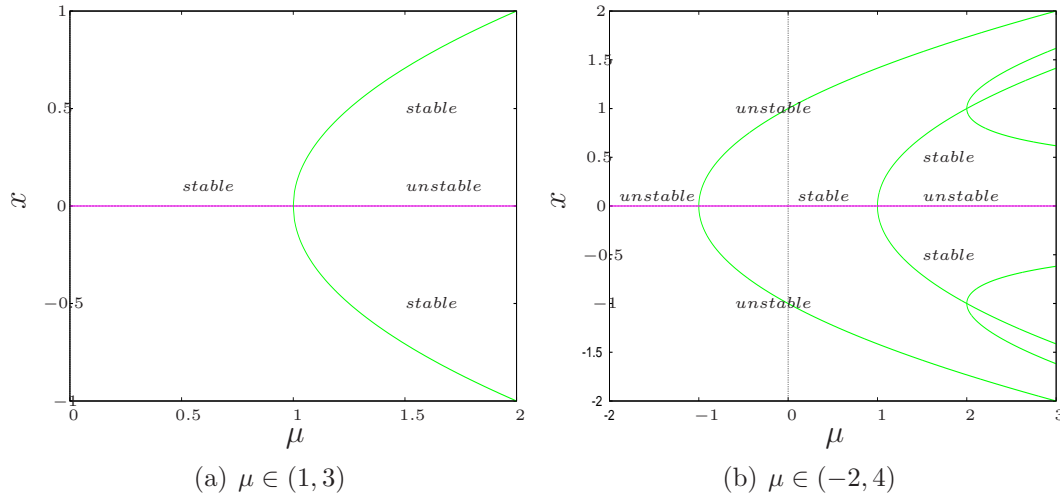 1
0.5
0
−0.5
−1
x
stable
stable
unstable
stable
0
0.5
1
1.5
2
μ
(a) μ ∈ (1, 3)
2
1.5
1
0.5
0
−0.5
−1
-1.5
-2
x
unstable
stable
unstable
stable
unstable
stable
unstable
-2
−1
0
1
2
3
μ
(b) μ ∈ (−2, 4)